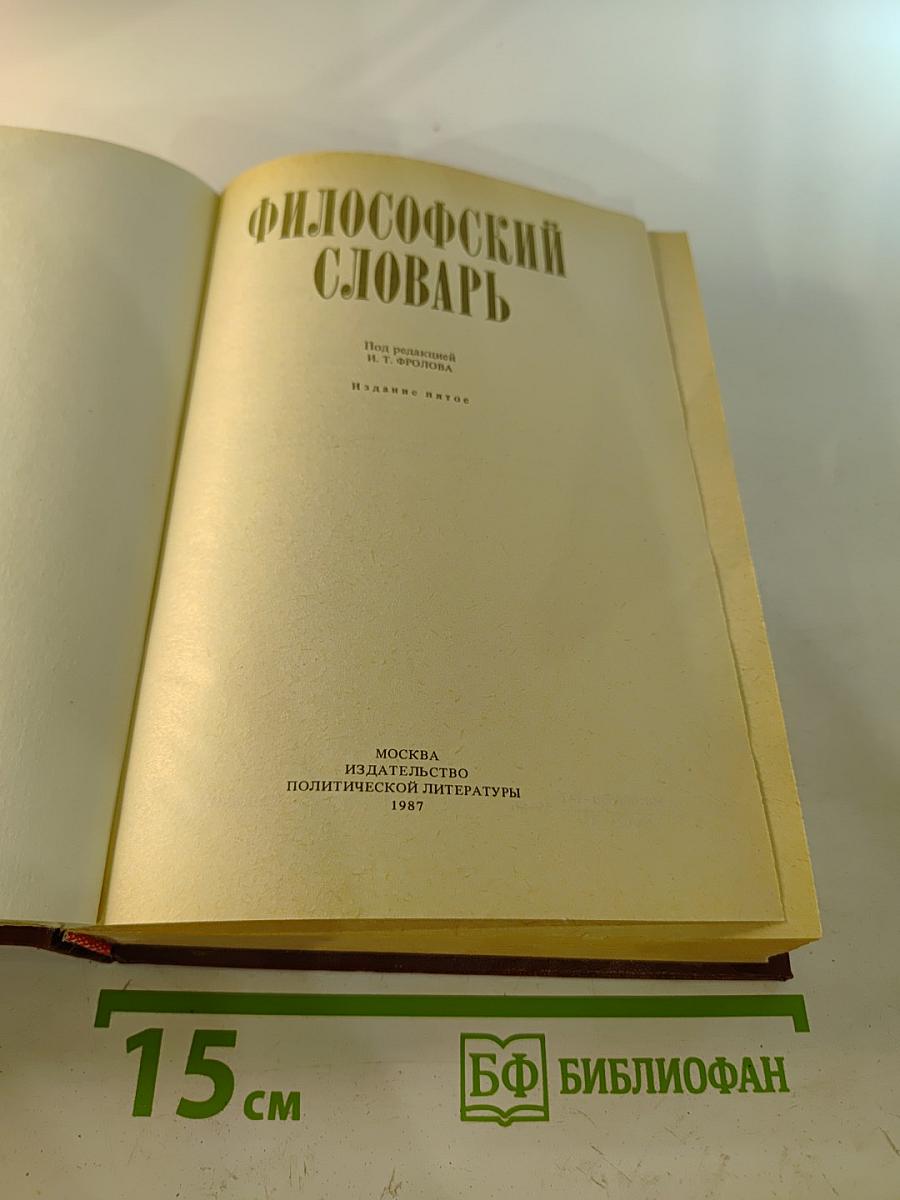 ФИЛОСОФСКИЙ
СЛОВАРЬ
Под редакцией
И. Т. ФРОЛОВА
Издание пятое
МОСКВА
ИЗДАТЕЛЬСТВО
ПОЛИТИЧЕСКОЙ ЛИТЕРАТУРЫ
1987
15 см
БФ БИБЛИОФАН